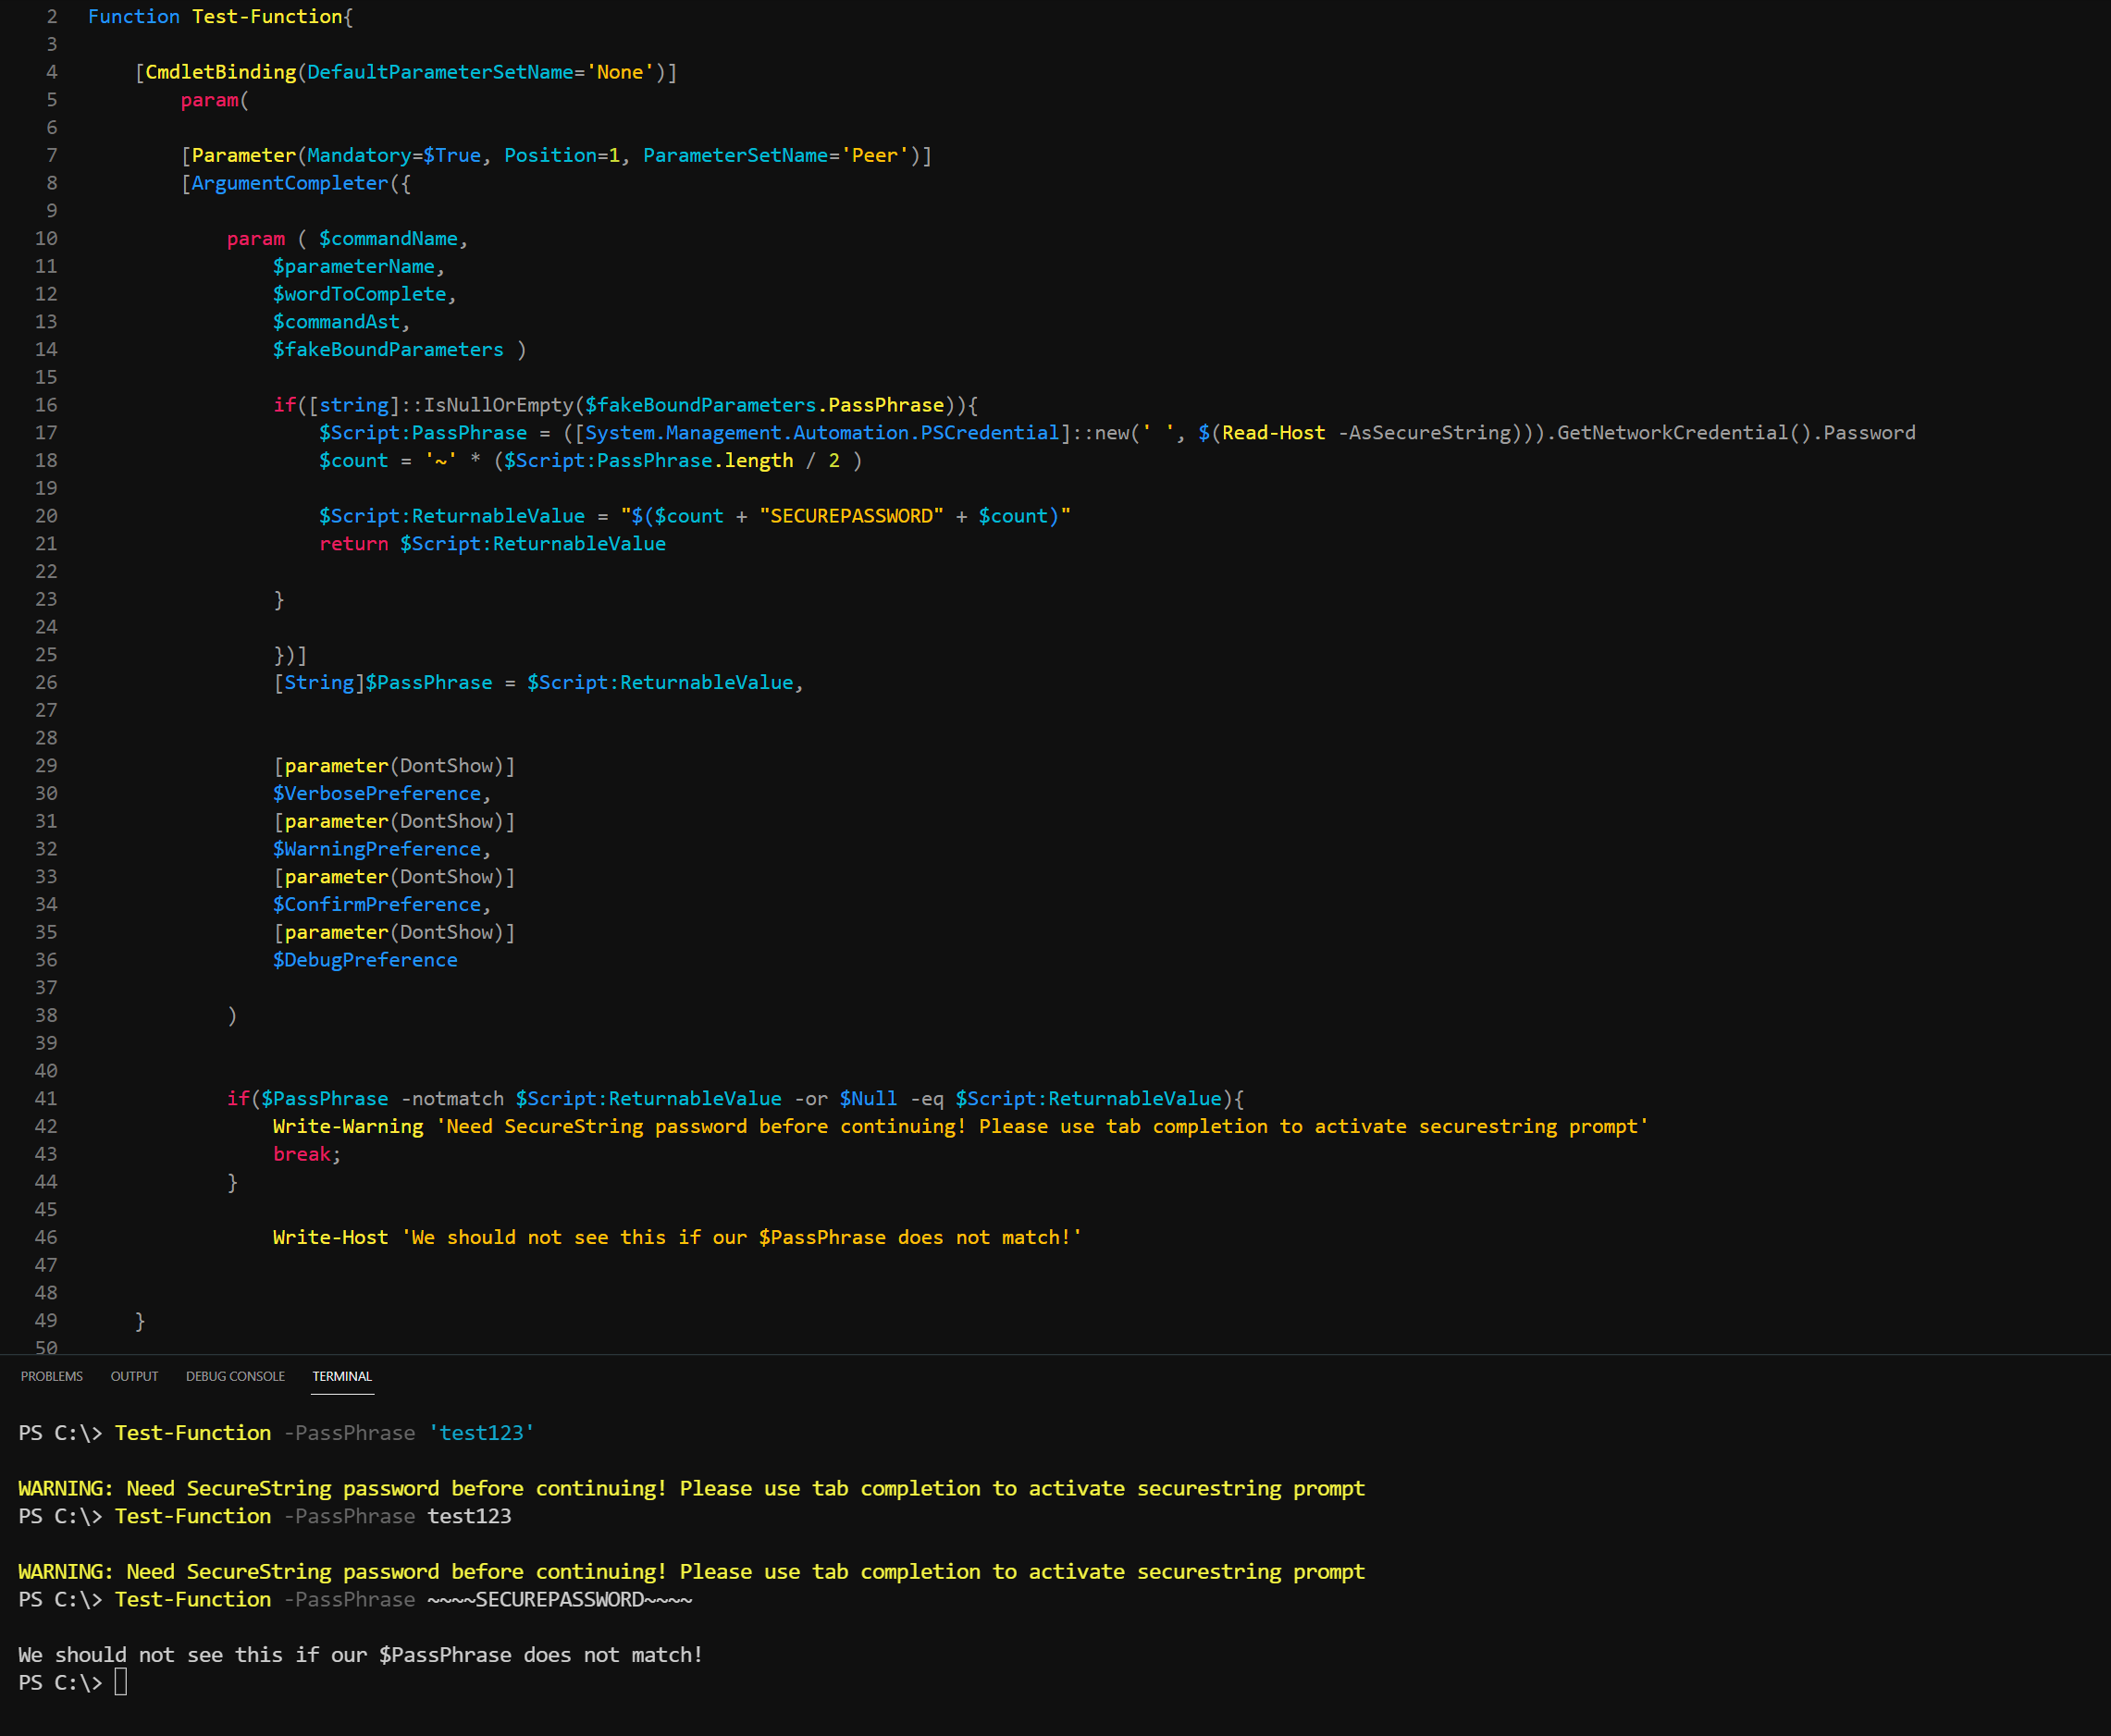 2 Function Test-Function{
3
4 [CmdletBinding(DefaultParameterSetName='None')]
5 param(
6
7 [Parameter(Mandatory=$True, Position=1, ParameterSetName='Peer')]
8 [ArgumentCompleter({
9
10 param ( $commandName,
11 $parameterName,
12 $wordToComplete,
13 $commandAst,
14 $fakeBoundParameters )
15
16 if([string]::IsNullOrEmpty($fakeBoundParameters.PassPhrase)){
17 $Script:PassPhrase = ([System.Management.Automation.PSCredential]::new(' ', $(Read-Host -AsSecureString))).GetNetworkCredential().Password
18 $count = '~' * ($Script:PassPhrase.length / 2 )
19
20 $Script:ReturnableValue = "$($count + "SECUREPASSWORD" + $count)"
21 return $Script:ReturnableValue
22
23 }
24
25 })]
26 [String]$PassPhrase = $Script:ReturnableValue,
27
28
29 [parameter(DontShow)]
30 $VerbosePreference,
31 [parameter(DontShow)]
32 $WarningPreference,
33 [parameter(DontShow)]
34 $ConfirmPreference,
35 [parameter(DontShow)]
36 $DebugPreference
37
38 )
39
40
41 if($PassPhrase -notmatch $Script:ReturnableValue -or $Null -eq $Script:ReturnableValue){
42 Write-Warning 'Need SecureString password before continuing! Please use tab completion to activate securestring prompt'
43 break;
44 }
45
46 Write-Host 'We should not see this if our $PassPhrase does not match!'
47
48
49 }
50
PROBLEMS OUTPUT DEBUG CONSOLE TERMINAL
PS C:\> Test-Function -PassPhrase 'test123'
WARNING: Need SecureString password before continuing! Please use tab completion to activate securestring prompt
PS C:\> Test-Function -PassPhrase test123
WARNING: Need SecureString password before continuing! Please use tab completion to activate securestring prompt
PS C:\> Test-Function -PassPhrase ~~~~SECUREPASSWORD~~~~
We should not see this if our $PassPhrase does not match!
PS C:\>